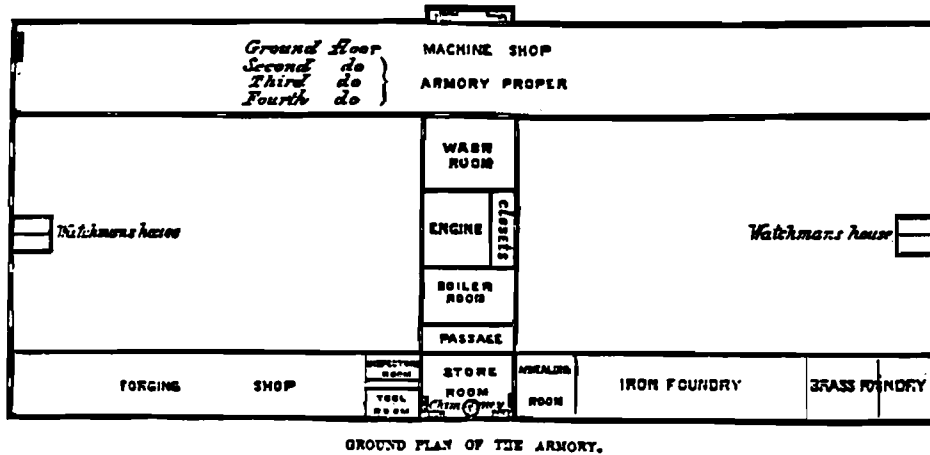 Ground floor MACHINE SHOP
Second do
Third do ARMORY PROPER
Fourth do
WASH
ROOM
ENGINE
CLOSETS
Watchmans house
Watchmans house
BOILER
ROOM
PASSAGE
FORGING SHOP
INSPECTORS
ROOM
TOOL
ROOM
STORE
ROOM
Chimney
ANNEALING
ROOM
IRON FOUNDRY
BRASS FOUNDRY
GROUND PLAN OF THE ARMORY.